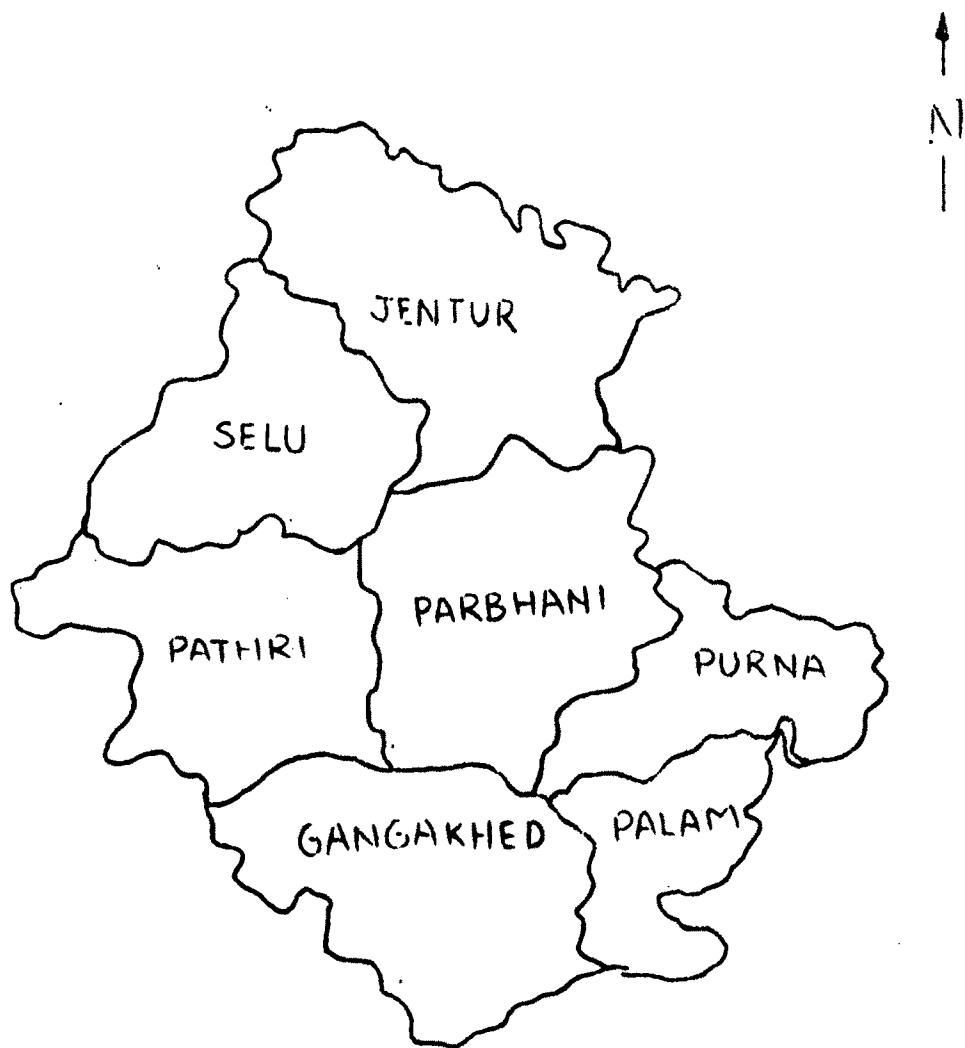 N
JENTUR
SELU
PARBHANI
PATHRI
PURNA
PALAM
GANGAKHED